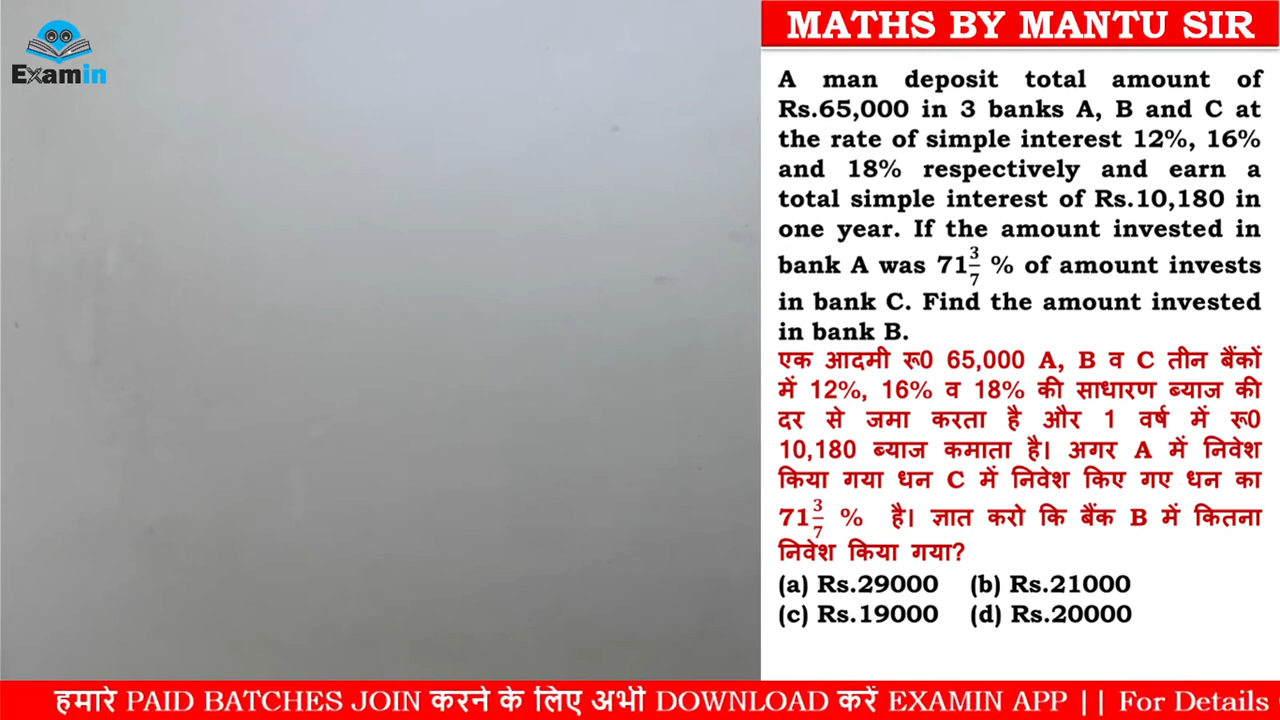 Examin
MATHS BY MANTU SIR
A man deposit total amount of
Rs.65,000 in 3 banks A, B and C at
the rate of simple interest 12%, 16%
and 18% respectively and earn a
total simple interest of Rs.10,180 in
one year. If the amount invested in
bank A was 71 3/7 % of amount invests
in bank C. Find the amount invested
in bank B.
एक आदमी रू0 65,000 A, B व C तीन बैंकों
में 12%, 16% व 18% की साधारण ब्याज की
दर से जमा करता है और 1 वर्ष में रू0
10,180 ब्याज कमाता है। अगर A में निवेश
किया गया धन C में निवेश किए गए धन का
71 3/7 % है। ज्ञात करो कि बैंक B में कितना
निवेश किया गया?
(a) Rs.29000 (b) Rs.21000
(c) Rs.19000 (d) Rs.20000
हमारे PAID BATCHES JOIN करने के लिए अभी DOWNLOAD करें EXAMIN APP || For Details